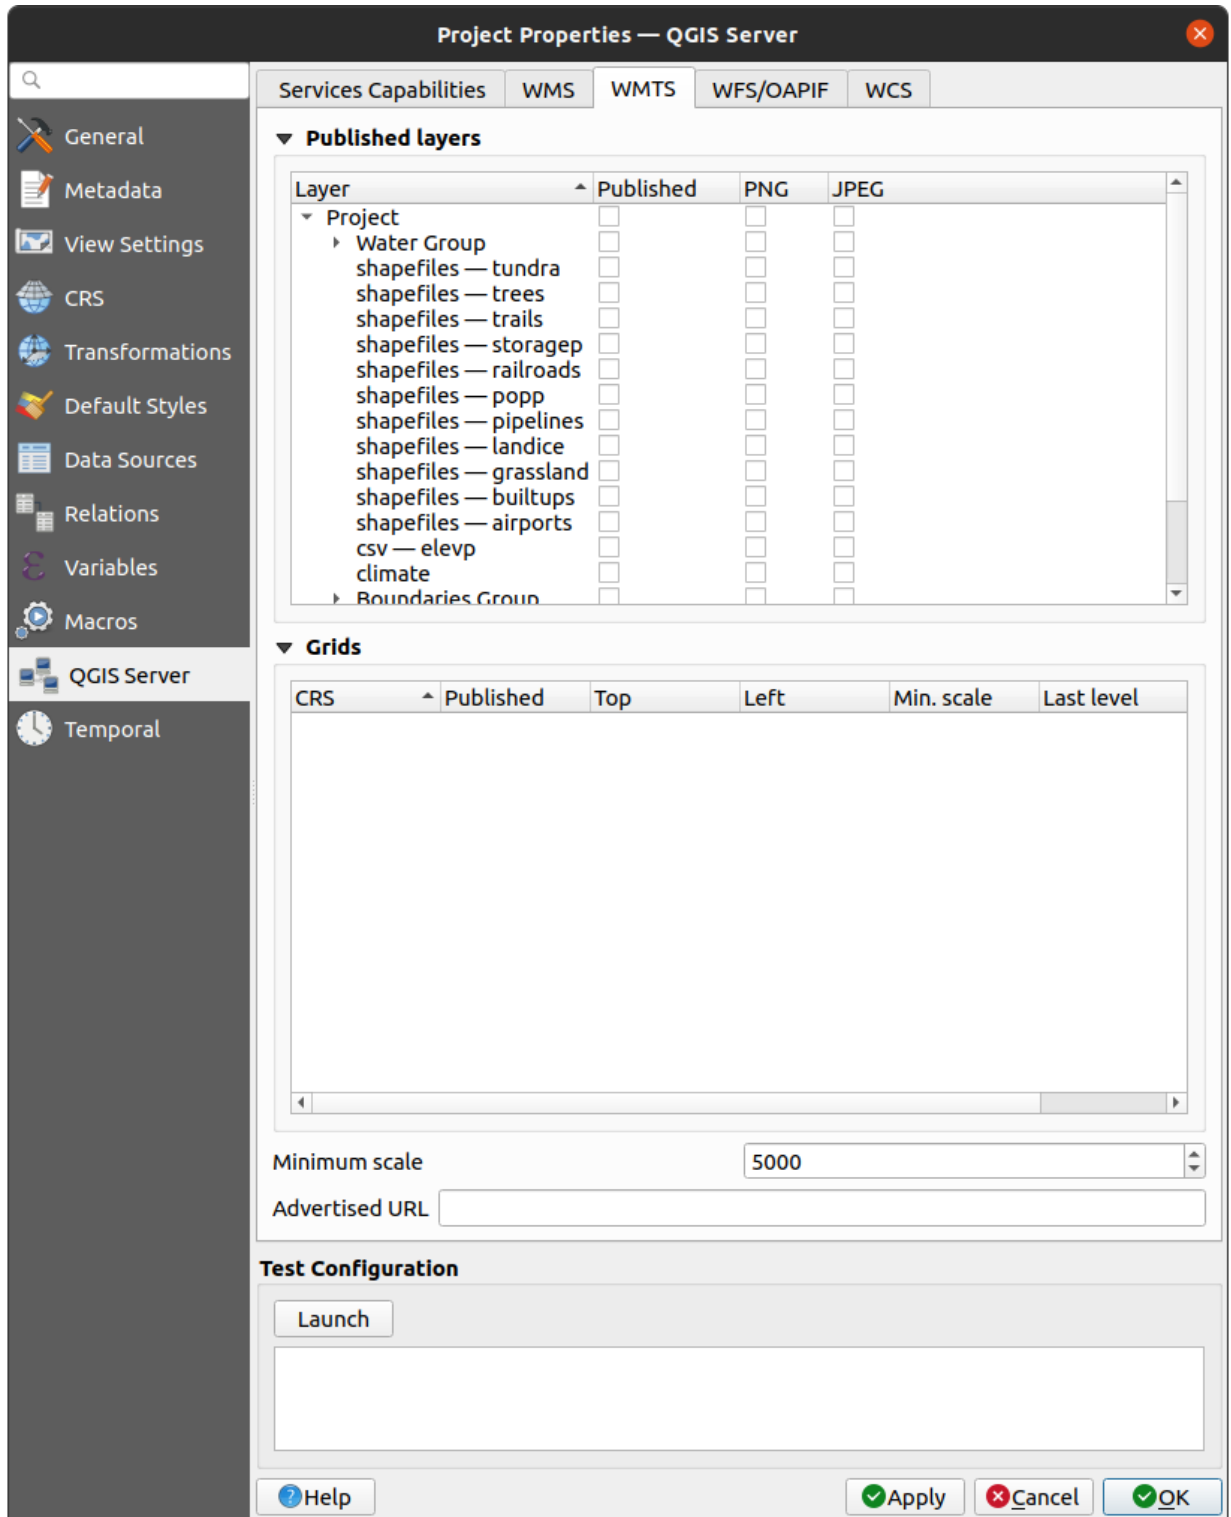 Project Properties — QGIS Server
General
Metadata
View Settings
CRS
Transformations
Default Styles
Data Sources
Relations
Variables
Macros
QGIS Server
Temporal
Services Capabilities WMS WMTS WFS/OAPIF WCS
Published layers
Layer Published PNG JPEG
Project
Water Group
shapefiles — tundra
shapefiles — trees
shapefiles — trails
shapefiles — storagep
shapefiles — railroads
shapefiles — popp
shapefiles — pipelines
shapefiles — landice
shapefiles — grassland
shapefiles — builtups
shapefiles — airports
csv — elevp
climate
Boundaries Group
Grids
CRS Published Top Left Min. scale Last level
Minimum scale 5000
Advertised URL
Test Configuration
Launch
Help Apply Cancel OK